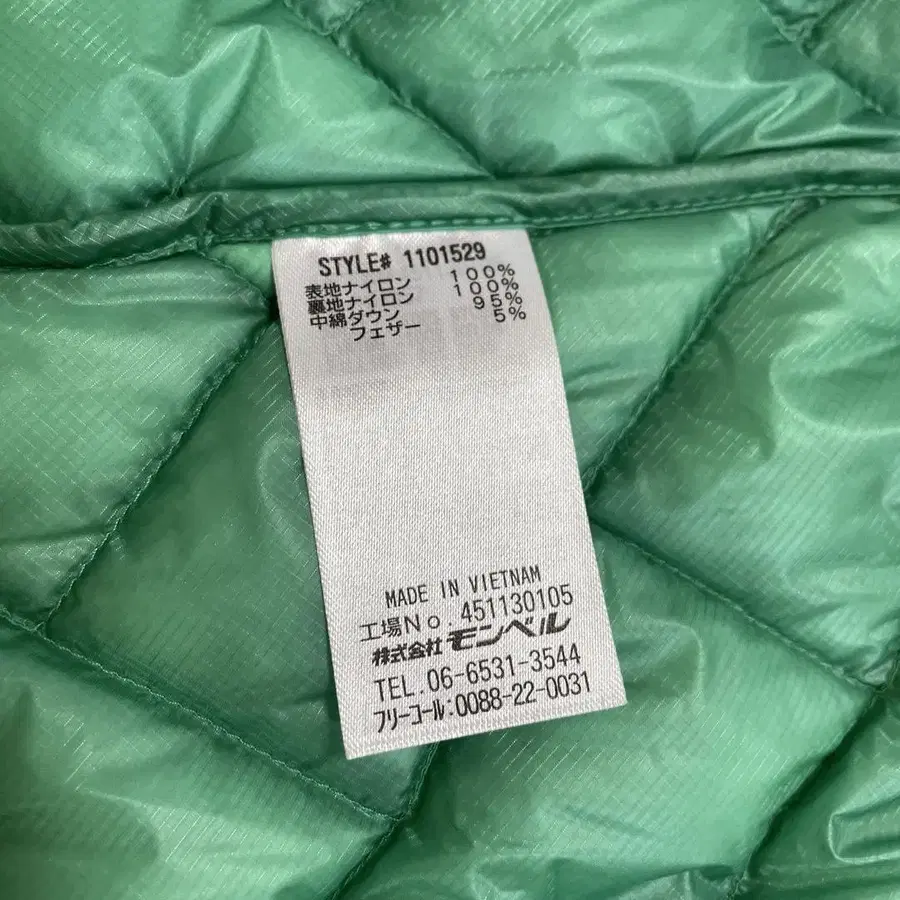 STYLE# 1101529
表地ナイロン 100%
裏地ナイロン 100%
中綿ダウン 95%
フェザー 5%
MADE IN VIETNAM
工場No. 451130105
株式会社モンベル
TEL.06-6531-3544
フリーコール:0088-22-0031